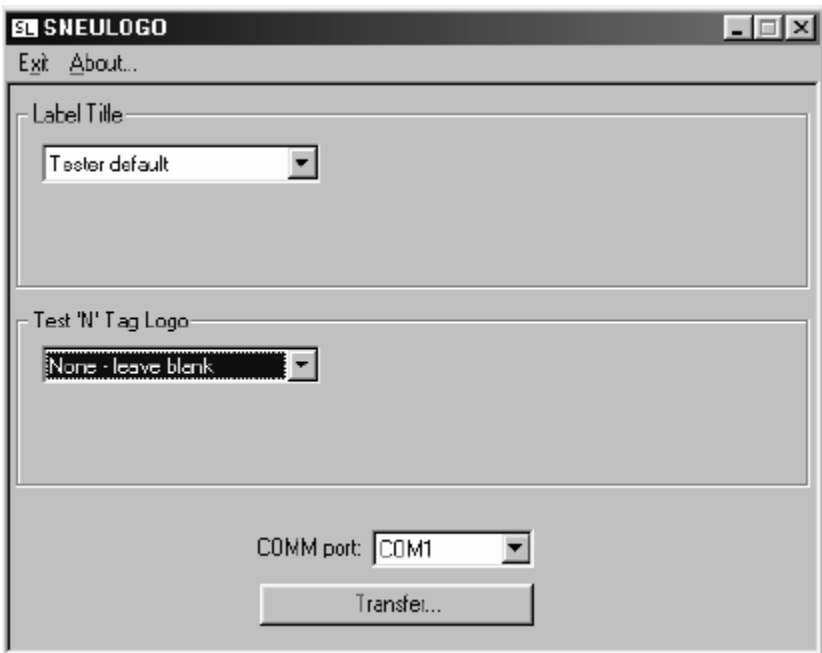 SL SNEULOGO
Exit About...
Label Title
Tester default
Test 'N' Tag Logo
None - leave blank
COMM port: COM1
Transfer...